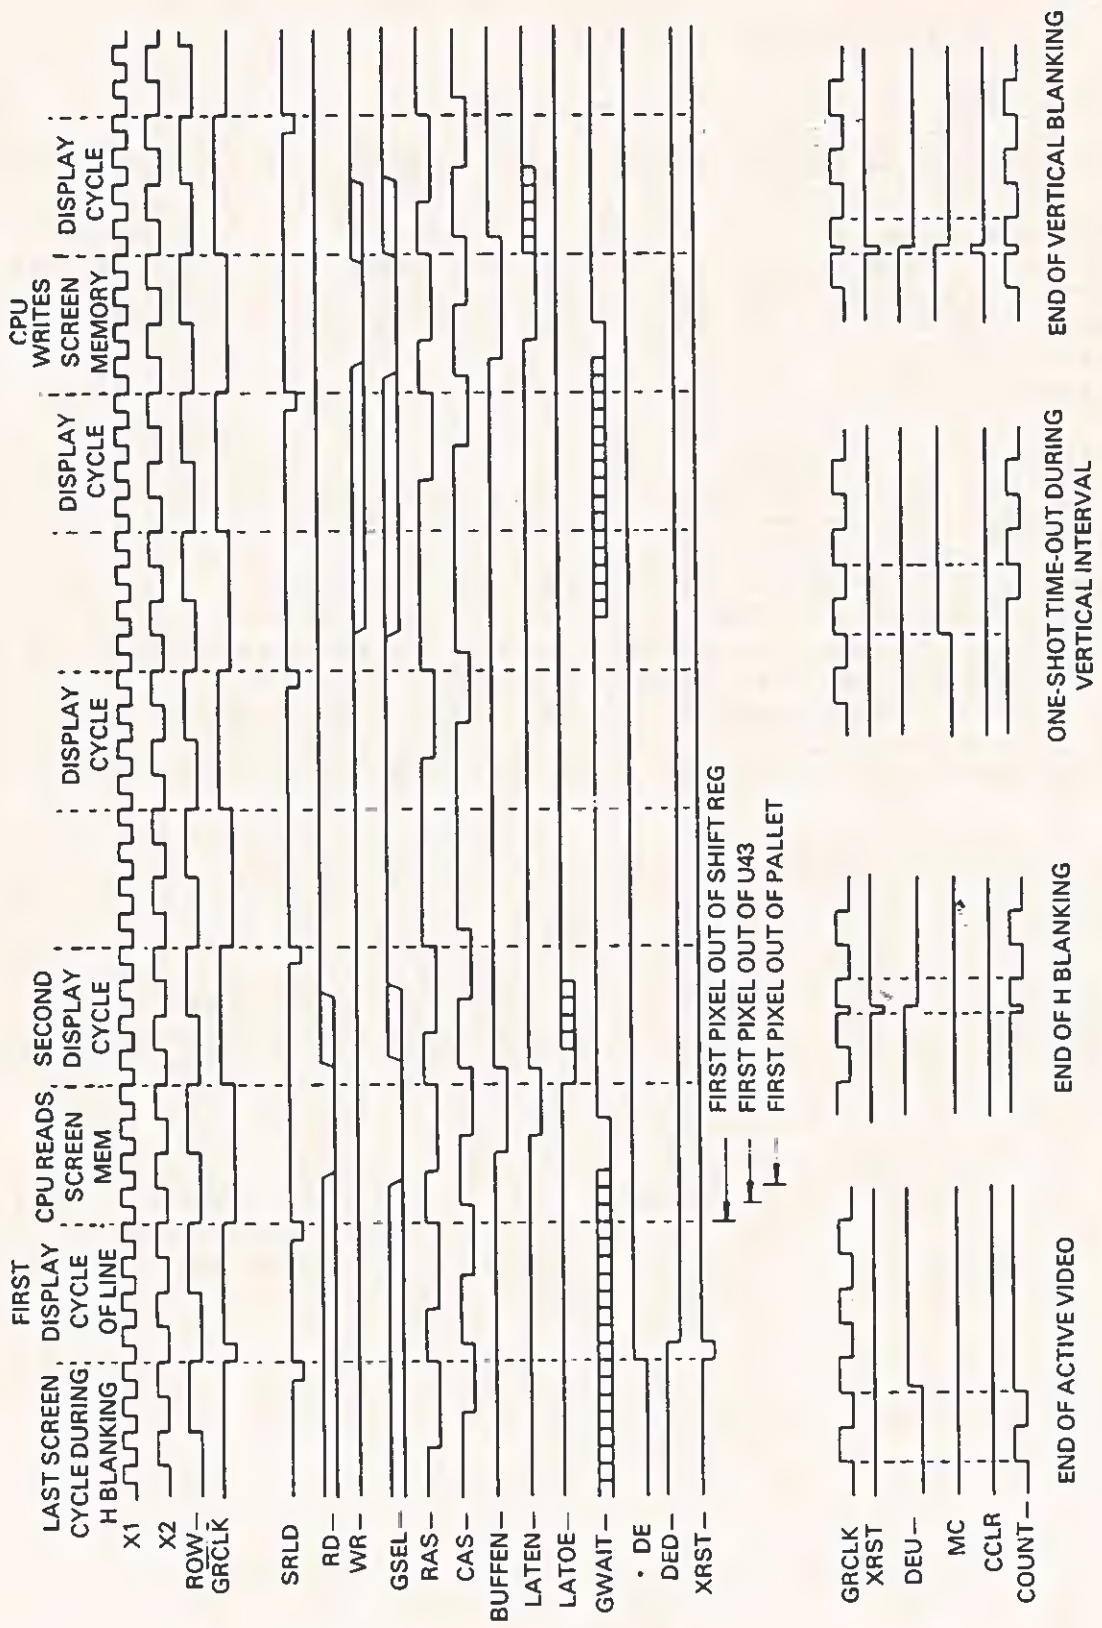 LAST SCREEN
CYCLE DURING
H BLANKING
FIRST
DISPLAY
CYCLE
OF LINE
CPU READS
SCREEN
MEM
SECOND
DISPLAY
CYCLE
DISPLAY
CYCLE
DISPLAY
CYCLE
CPU
WRITES
SCREEN
MEMORY
DISPLAY
CYCLE
X1
X2
ROW–
GRCLK
SRLD
RD–
WR–
GSEL–
RAS–
CAS–
BUFFEN–
LATEN–
LATOE–
GWAIT–
· DE
DED–
XRST–
FIRST PIXEL OUT OF SHIFT REG
FIRST PIXEL OUT OF U43
FIRST PIXEL OUT OF PALLET
GRCLK
XRST
DEU–
MC
CCLR
COUNT–
END OF ACTIVE VIDEO
END OF H BLANKING
ONE-SHOT TIME-OUT DURING
VERTICAL INTERVAL
END OF VERTICAL BLANKING